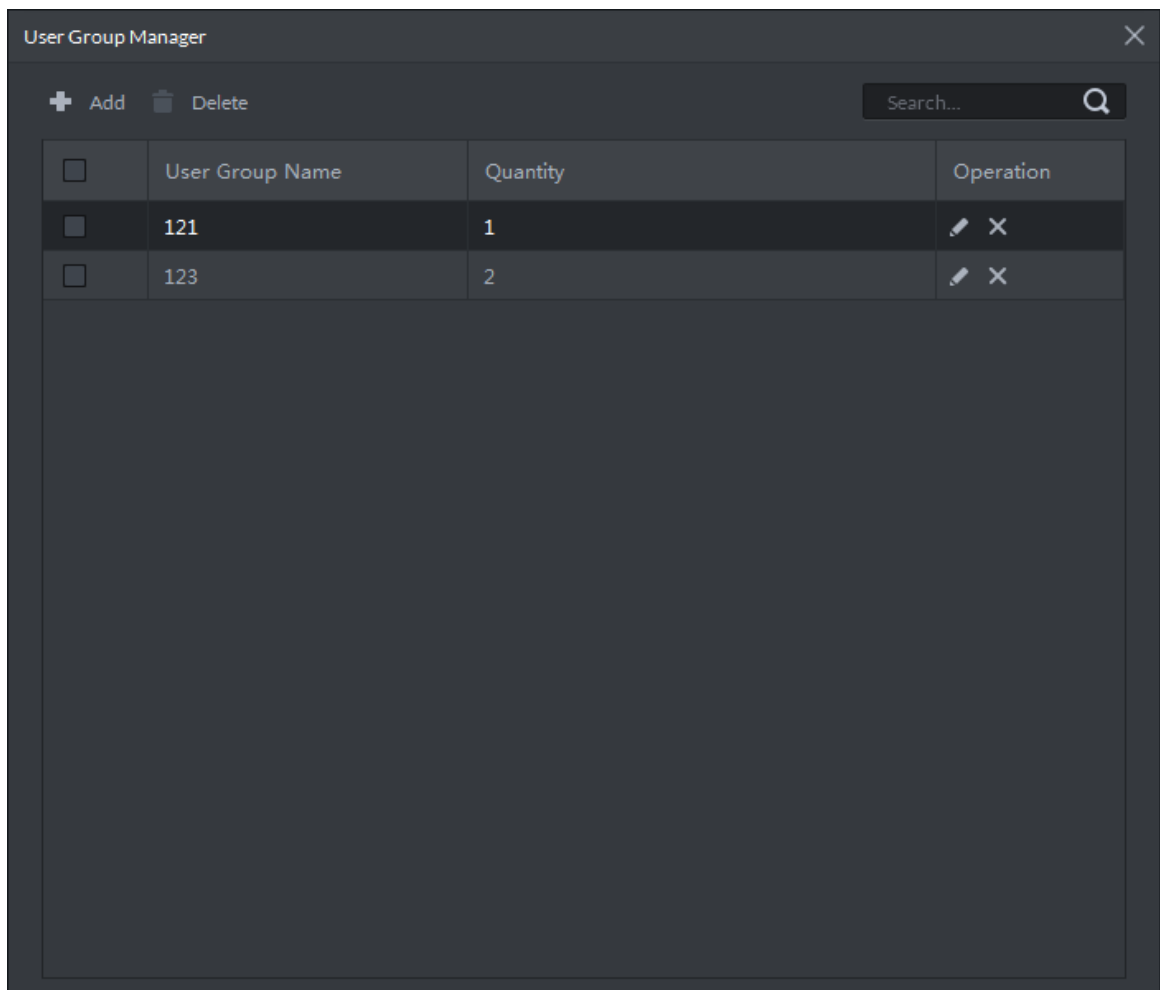 User Group Manager
Add Delete Search...
User Group Name Quantity Operation
121 1
123 2